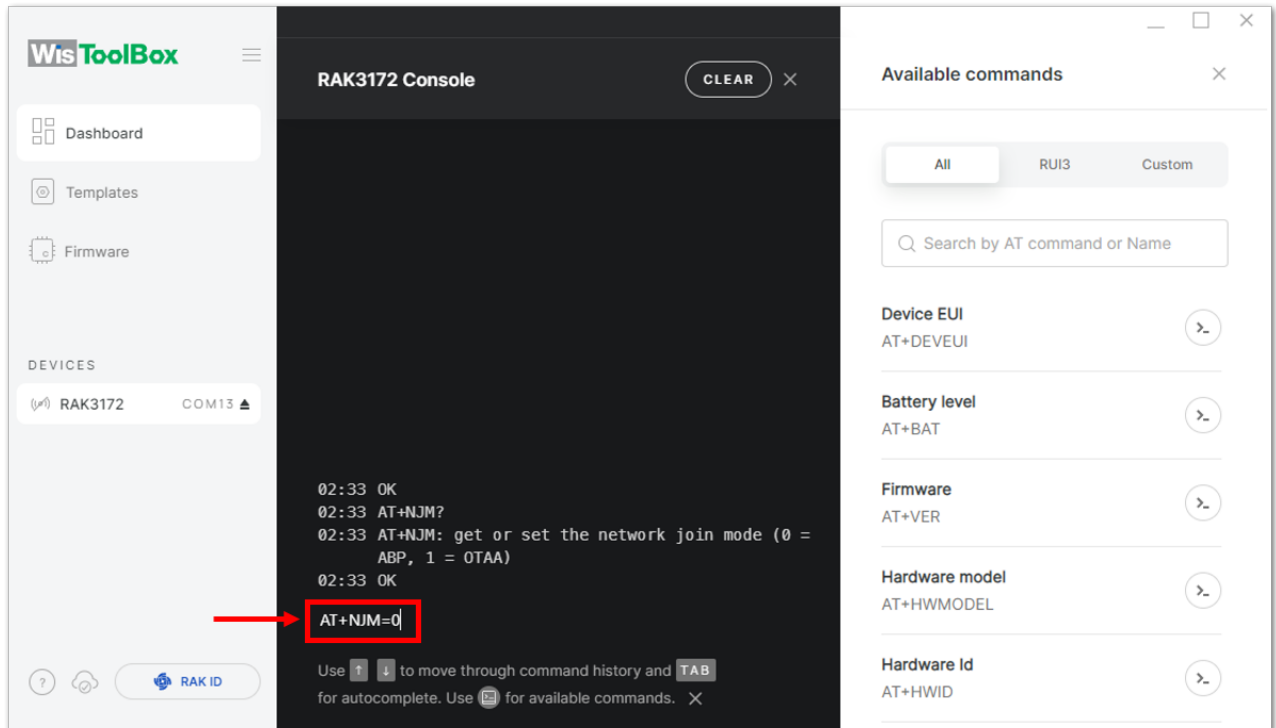 WisToolBox
Dashboard
Templates
Firmware
DEVICES
RAK3172 COM13
? RAK ID
RAK3172 Console CLEAR
02:33 OK
02:33 AT+NJM?
02:33 AT+NJM: get or set the network join mode (0 =
ABP, 1 = OTAA)
02:33 OK
AT+NJM=0
Use ↑ ↓ to move through command history and TAB
for autocomplete. Use for available commands.
Available commands
All RUI3 Custom
Search by AT command or Name
Device EUI
AT+DEVEUI
Battery level
AT+BAT
Firmware
AT+VER
Hardware model
AT+HWMODEL
Hardware Id
AT+HWID